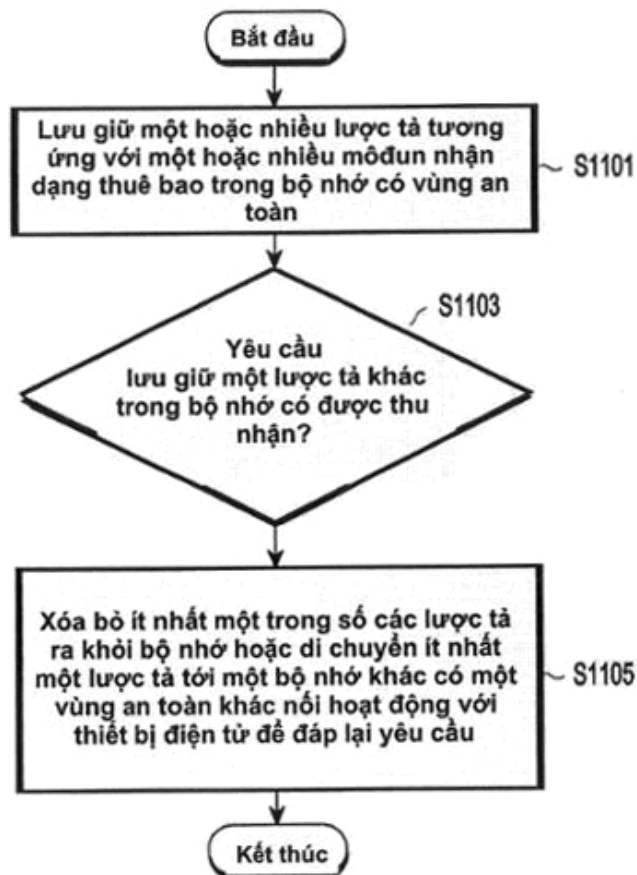 Bắt đầu
Lưu giữ một hoặc nhiều lược tả tương
ứng với một hoặc nhiều môđun nhận
dạng thuê bao trong bộ nhớ có vùng an
toàn
S1101
S1103
Yêu cầu
lưu giữ một lược tả khác
trong bộ nhớ có được thu
nhận?
Xóa bỏ ít nhất một trong số các lược tả
ra khỏi bộ nhớ hoặc di chuyển ít nhất
một lược tả tới một bộ nhớ khác có một
vùng an toàn khác nối hoạt động với
thiết bị điện tử để đáp lại yêu cầu
S1105
Kết thúc